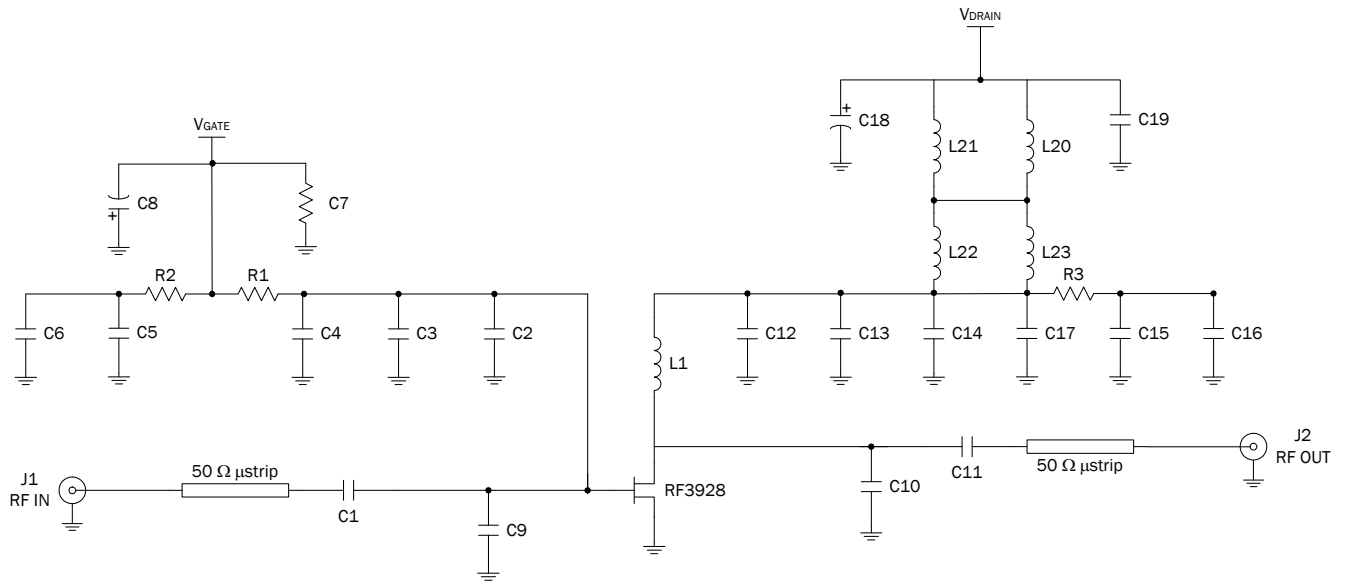 VDRAIN
C18
L21
L20
C19
VGATE
C8
C7
L22
L23
R2
R1
R3
C6
C5
C4
C3
C2
L1
C12
C13
C14
C17
C15
C16
J1
RF IN
50 Ω µstrip
C1
C9
RF3928
C10
C11
50 Ω µstrip
J2
RF OUT
+
+